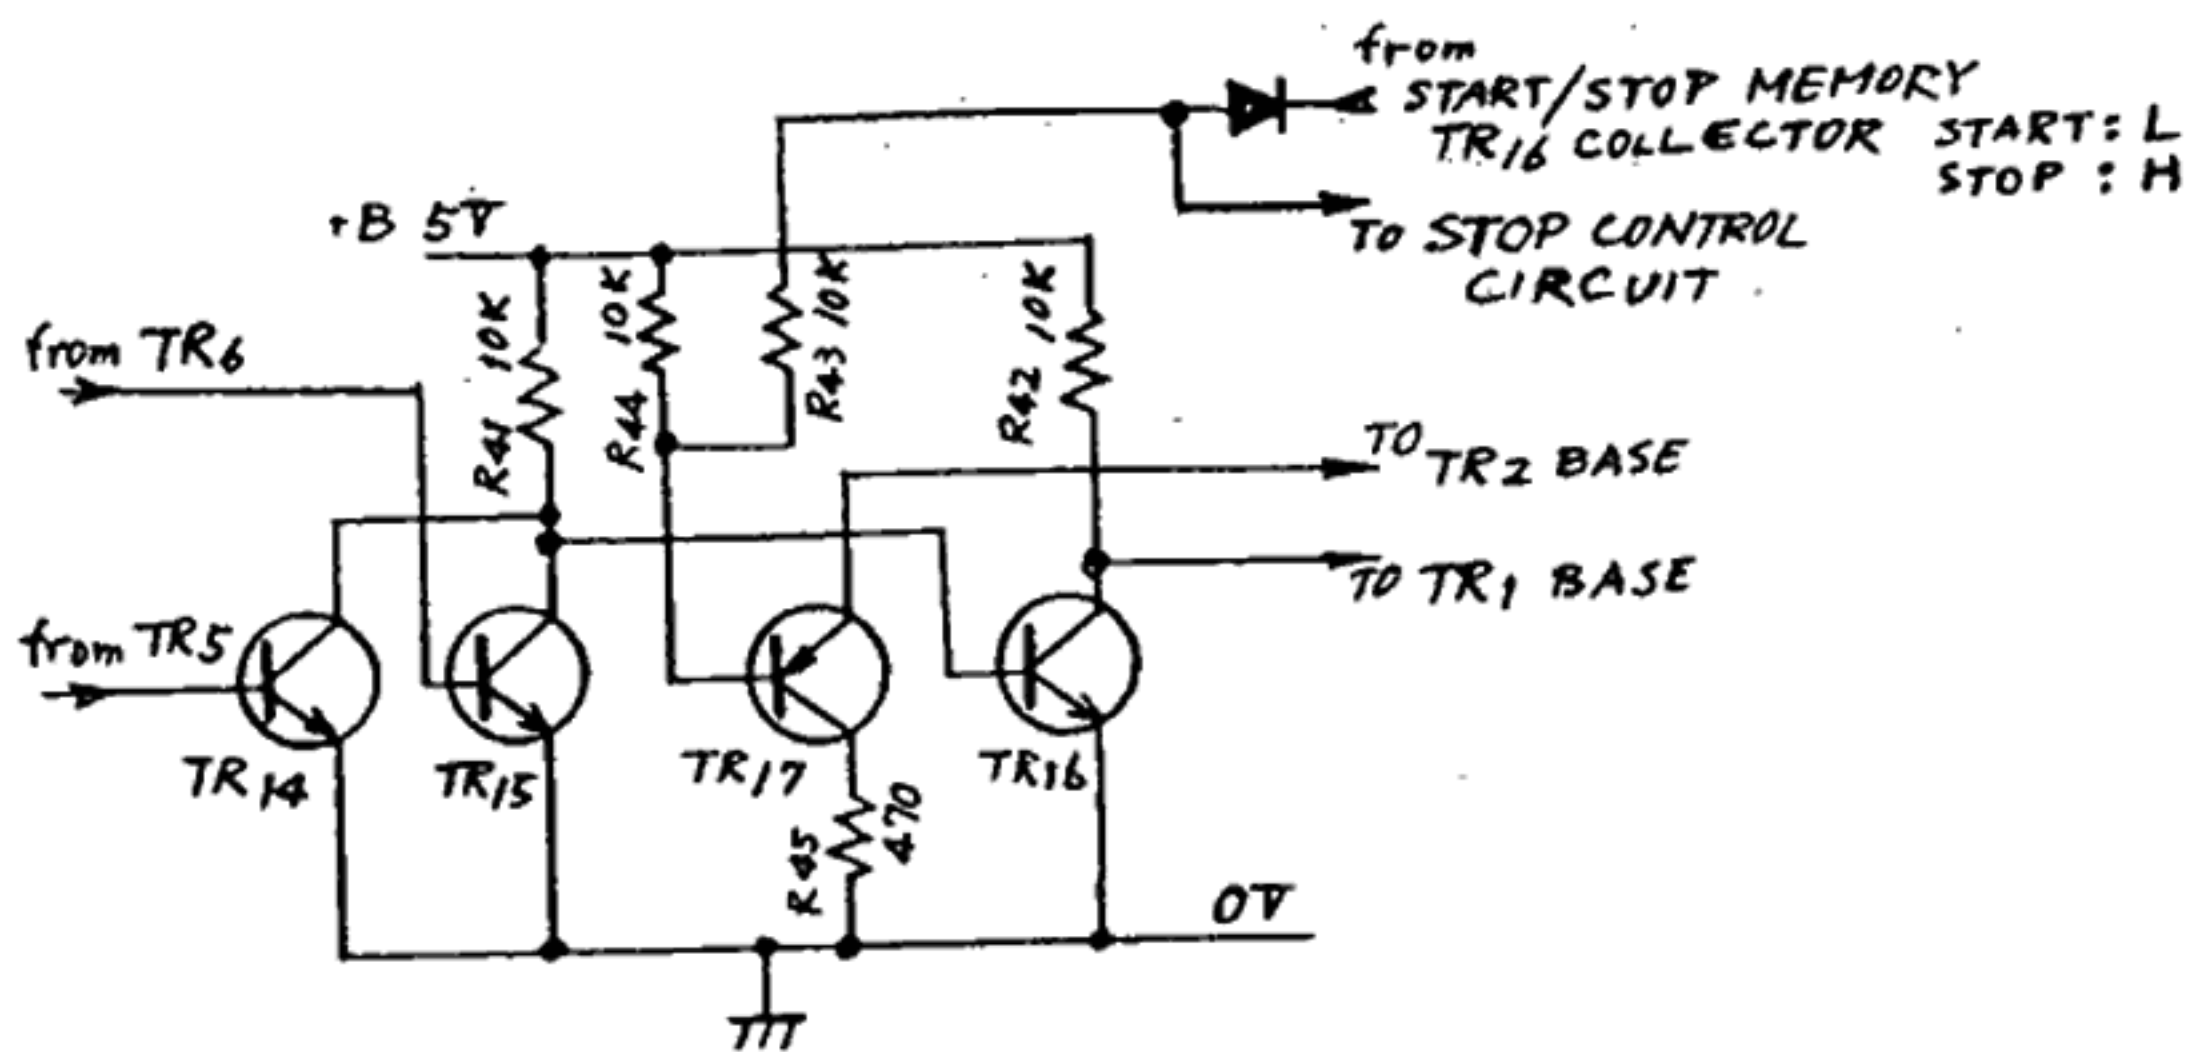 from
START/STOP MEMORY
TR16 COLLECTOR START: L
STOP : H
+B 5V
TO STOP CONTROL
CIRCUIT
from TR6
R41 10K
R44 10K
R43 10K
R42 10K
TO
TR2 BASE
TO TR1 BASE
from TR5
TR14
TR15
TR17
TR16
R45
470
0V